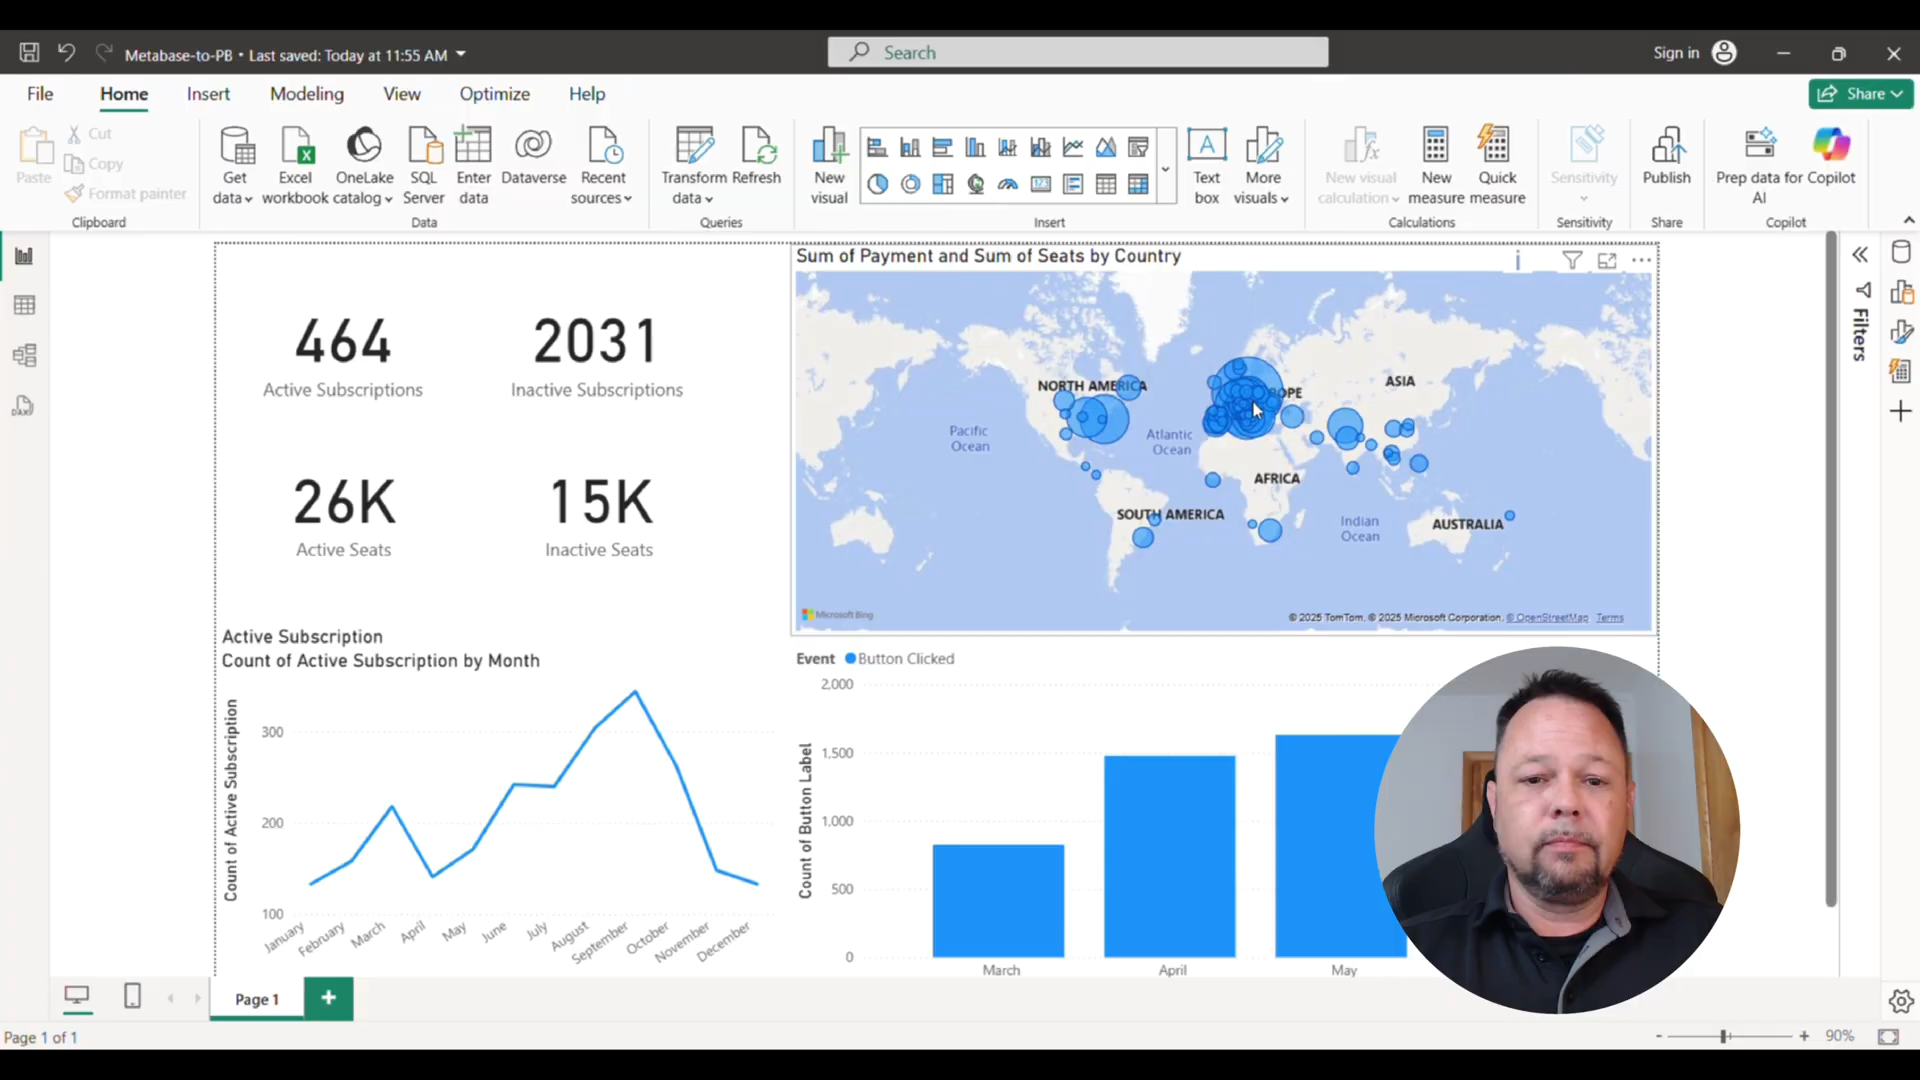 Metabase-to-PB • Last saved: Today at 11:55 AM
Search
Sign in
File
Home
Insert
Modeling
View
Optimize
Help
Share
Paste
Cut
Copy
Format painter
Clipboard
Get data
Excel workbook
OneLake catalog
SQL Server
Enter data
Dataverse
Recent sources
Data
Transform data
Refresh
Queries
New visual
Text box
More visuals
Insert
New visual calculation
New measure
Quick measure
Calculations
Sensitivity
Sensitivity
Publish
Share
Prep data for AI
Copilot
Copilot
464
Active Subscriptions
2031
Inactive Subscriptions
26K
Active Seats
15K
Inactive Seats
Sum of Payment and Sum of Seats by Country
NORTH AMERICA
OPE
ASIA
Pacific
Ocean
Atlantic
Ocean
AFRICA
SOUTH AMERICA
Indian
Ocean
AUSTRALIA
Microsoft Bing
© 2025 TomTom, © 2025 Microsoft Corporation, © OpenStreetMap Terms
Filters
Active Subscription
Count of Active Subscription by Month
Count of Active Subscription
300
200
100
January
February
March
April
May
June
July
August
September
October
November
December
Event
Button Clicked
Count of Button Label
2,000
1,500
1,000
500
0
March
April
May
DAX
Page 1
+
Page 1 of 1
- + 90%